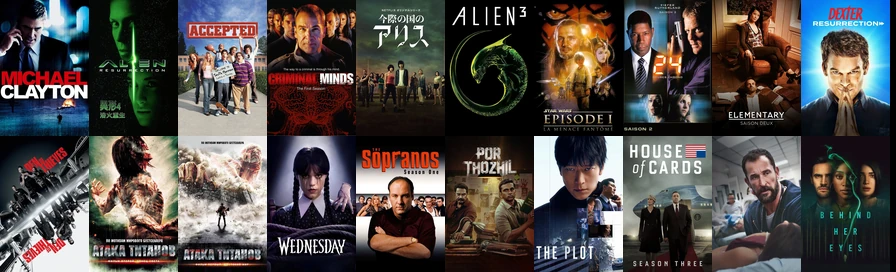 MICHAEL
CLAYTON
ALIEN
RESURRECTION
異形4
浴火重生
ACCEPTED
CRIMINAL MINDS
The First Season
今際の国の
アリス
ALIEN³
STAR WARS
EPISODE I
LA MENACE FANTÔME
24
SAISON 2
ELEMENTARY
SAISON DEUX
DEXTER
RESURRECTION
DEN OF THIEVES
АТАКА ТИТАНОВ
АТАКА ТИТАНОВ
WEDNESDAY
The Sopranos
Season One
POR
THOZHIL
THE PLOT
HOUSE
of CARDS
SEASON THREE
BEHIND
HER
EYES